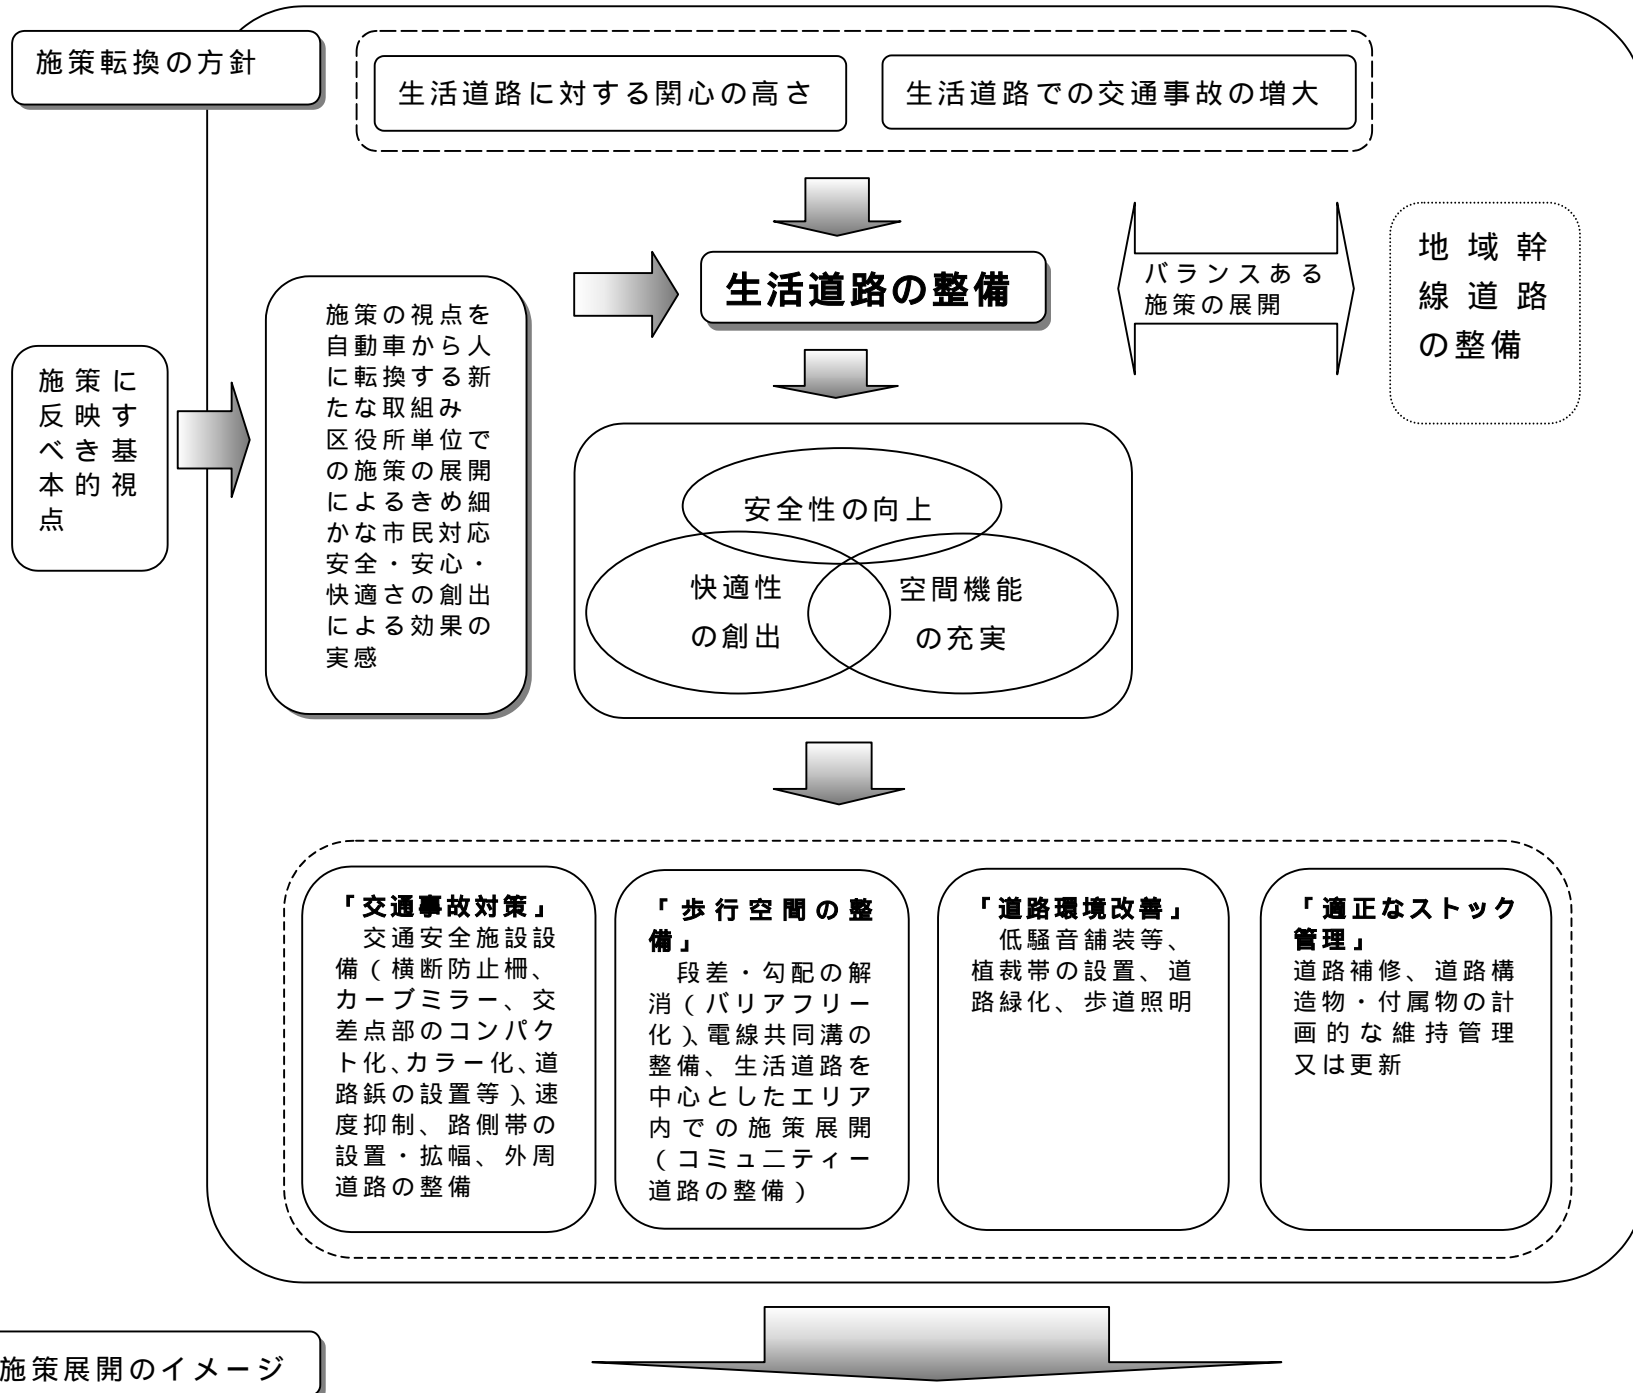 施策転換の方針
生活道路に対する関心の高さ
生活道路での交通事故の増大
生活道路の整備
バランスある
施策の展開
地域幹
線道路
の整備
施策に
反映す
べき基
本的視
点
施策の視点を
自動車から人
に転換する新
たな取組み
区役所単位で
の施策の展開
によるきめ細
かな市民対応
安全・安心・
快適さの創出
による効果の
実感
安全性の向上
快適性
の創出
空間機能
の充実
「交通事故対策」
交通安全施設設
備(横断防止柵、
カーブミラー、交
差点部のコンパク
ト化、カラー化、道
路鋲の設置等)、速
度抑制、路側帯の
設置・拡幅、外周
道路の整備
「歩行空間の整
備」
段差・勾配の解
消(バリアフリー
化)、電線共同溝の
整備、生活道路を
中心としたエリア
内での施策展開
(コミュニティー
道路の整備)
「道路環境改善」
低騒音舗装等、
植裁帯の設置、道
路緑化、歩道照明
「適正なストック
管理」
道路補修、道路構
造物・付属物の計
画的な維持管理
又は更新
施策展開のイメージ